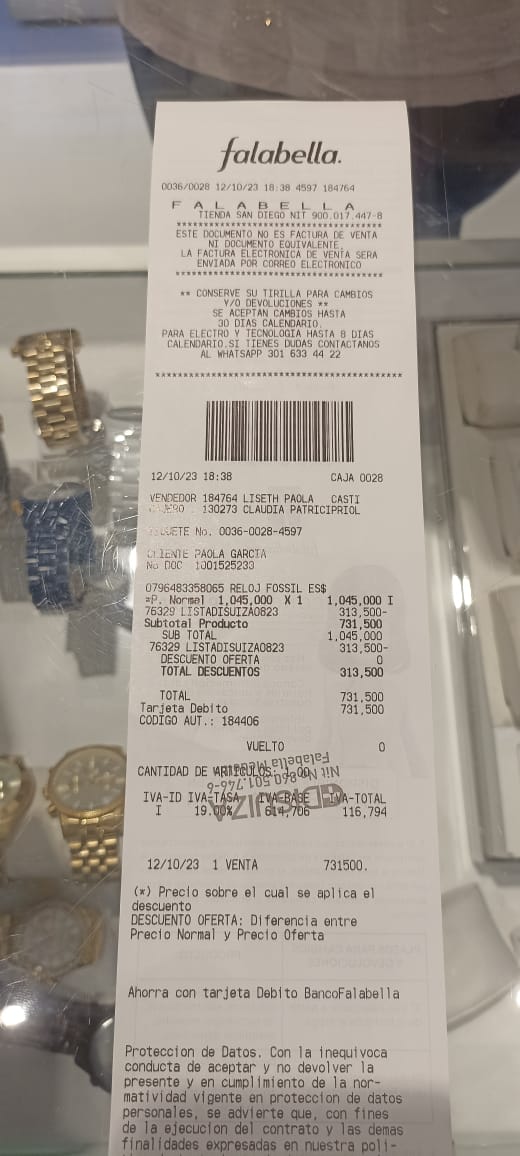 falabella.
0036/0028 12/10/23 18:38 4597 184764
F A L A B E L L A
TIENDA SAN DIEGO NIT 900.017.447-8
****************************************
ESTE DOCUMENTO NO ES FACTURA DE VENTA
NI DOCUMENTO EQUIVALENTE,
LA FACTURA ELECTRONICA DE VENTA SERA
ENVIADA POR CORREO ELECTRONICO
****************************************
** CONSERVE SU TIRILLA PARA CAMBIOS
Y/O DEVOLUCIONES **
SE ACEPTAN CAMBIOS HASTA
30 DIAS CALENDARIO.
PARA ELECTRO Y TECNOLOGIA HASTA 8 DIAS
CALENDARIO.SI TIENES DUDAS CONTACTANOS
AL WHATSAPP 301 633 44 22
****************************************
12/10/23 18:38 CAJA 0028
VENDEDOR 184764 LISETH PAOLA CASTI
: 130273 CLAUDIA PATRICIPRIOL
No. 0036-0028-4597
CLIENTE PAOLA GARCIA
No DOC 1001525233
0796483358065 RELOJ FOSSIL ES$
=P. Normal 1,045,000 X 1 1,045,000 I
76329 LISTADISUIZA0823 313,500-
Subtotal Producto 731,500
SUB TOTAL 1,045,000
76329 LISTADISUIZA0823 313,500-
DESCUENTO OFERTA 0
TOTAL DESCUENTOS 313,500
TOTAL 731,500
Tarjeta Debito 731,500
CODIGO AUT.: 184406
VUELTO 0
CANTIDAD DE ARTICULOS:
Nit No.860.501.746-6
DISUIZA
IVA-ID IVA-TASA IVA-BASE IVA-TOTAL
I 19.00% 614,706 116,794
12/10/23 1 VENTA 731500.
(*) Precio sobre el cual se aplica el
descuento
DESCUENTO OFERTA: Diferencia entre
Precio Normal y Precio Oferta
Ahorra con tarjeta Debito BancoFalabella
Proteccion de Datos. Con la inequivoca
conducta de aceptar y no devolver la
presente y en cumplimiento de la nor-
matividad vigente en proteccion de datos
personales, se advierte que, con fines
de la ejecucion del contrato y las demas
finalidades expresadas en nuestra poli-